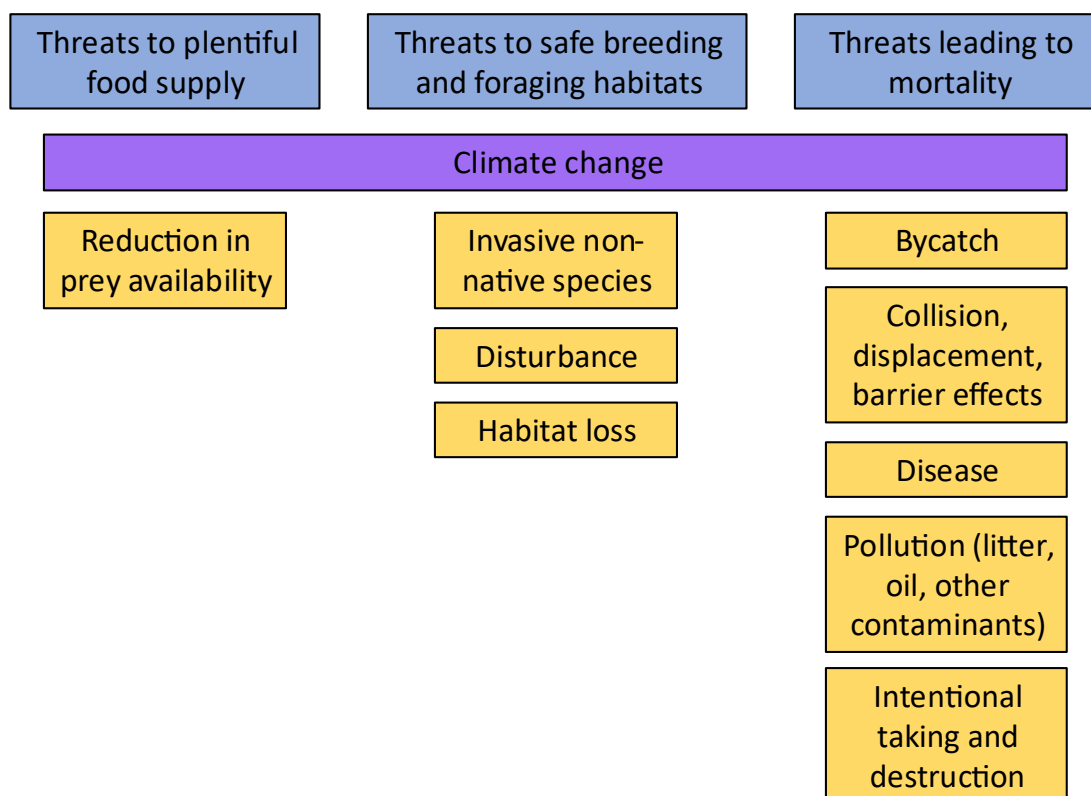 Threats to plentiful
food supply
Threats to safe breeding
and foraging habitats
Threats leading to
mortality
Climate change
Reduction in
prey availability
Invasive non-
native species
Disturbance
Habitat loss
Bycatch
Collision,
displacement,
barrier effects
Disease
Pollution (litter,
oil, other
contaminants)
Intentional
taking and
destruction